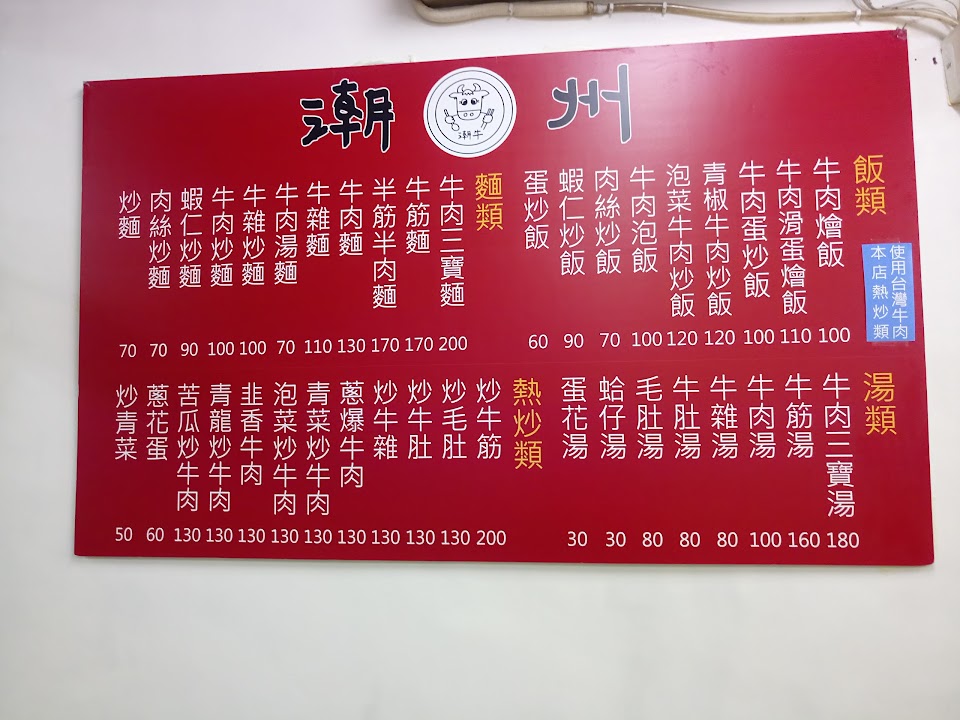 潮州
潮牛
飯類
牛肉燴飯 100
牛肉滑蛋燴飯 110
牛肉蛋炒飯 100
青椒牛肉炒飯 120
泡菜牛肉炒飯 120
牛肉泡飯 100
肉絲炒飯 70
蝦仁炒飯 90
蛋炒飯 60
本店熱炒類
使用台灣牛肉
麵類
牛肉三寶麵 200
牛筋麵 170
半筋半肉麵 170
牛肉麵 130
牛雜麵 110
牛肉湯麵 70
牛雜炒麵 100
牛肉炒麵 100
蝦仁炒麵 90
肉絲炒麵 70
炒麵 70
湯類
牛肉三寶湯 180
牛筋湯 160
牛肉湯 100
牛雜湯 80
牛肚湯 80
毛肚湯 80
蛤仔湯 30
蛋花湯 30
熱炒類
炒牛筋 200
炒毛肚 130
炒牛肚 130
炒牛雜 130
蔥爆牛肉 130
青菜炒牛肉 130
泡菜炒牛肉 130
韭香牛肉 130
青龍炒牛肉 130
苦瓜炒牛肉 130
蔥花蛋 60
炒青菜 50